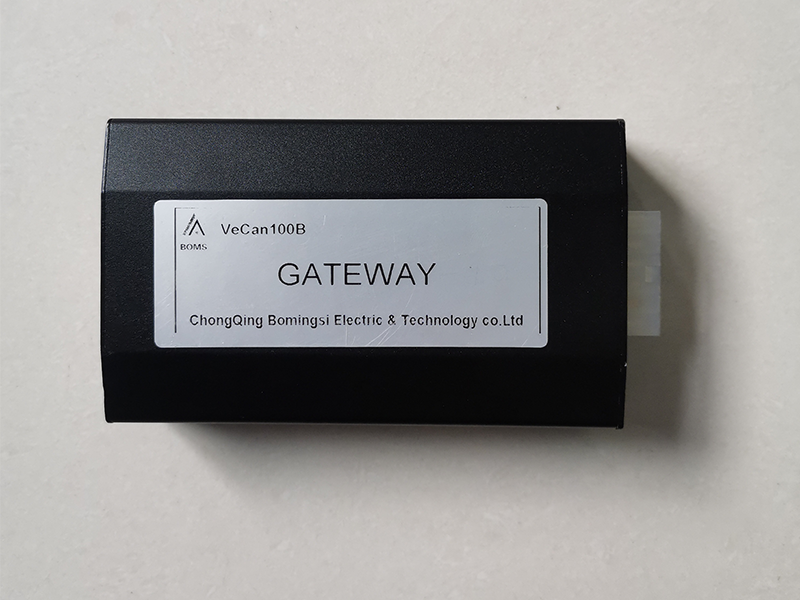 VeCan100B
BOMS
GATEWAY
ChongQing Bomingsi Electric & Technology co.Ltd